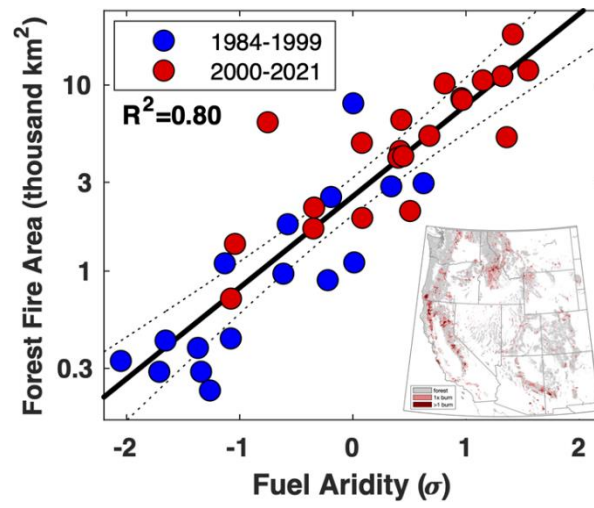 1984-1999
2000-2021
R²=0.80
Forest Fire Area (thousand km²)
10
3
1
0.3
forest
1x burn
>1 burn
-2 -1 0 1 2
Fuel Aridity (σ)